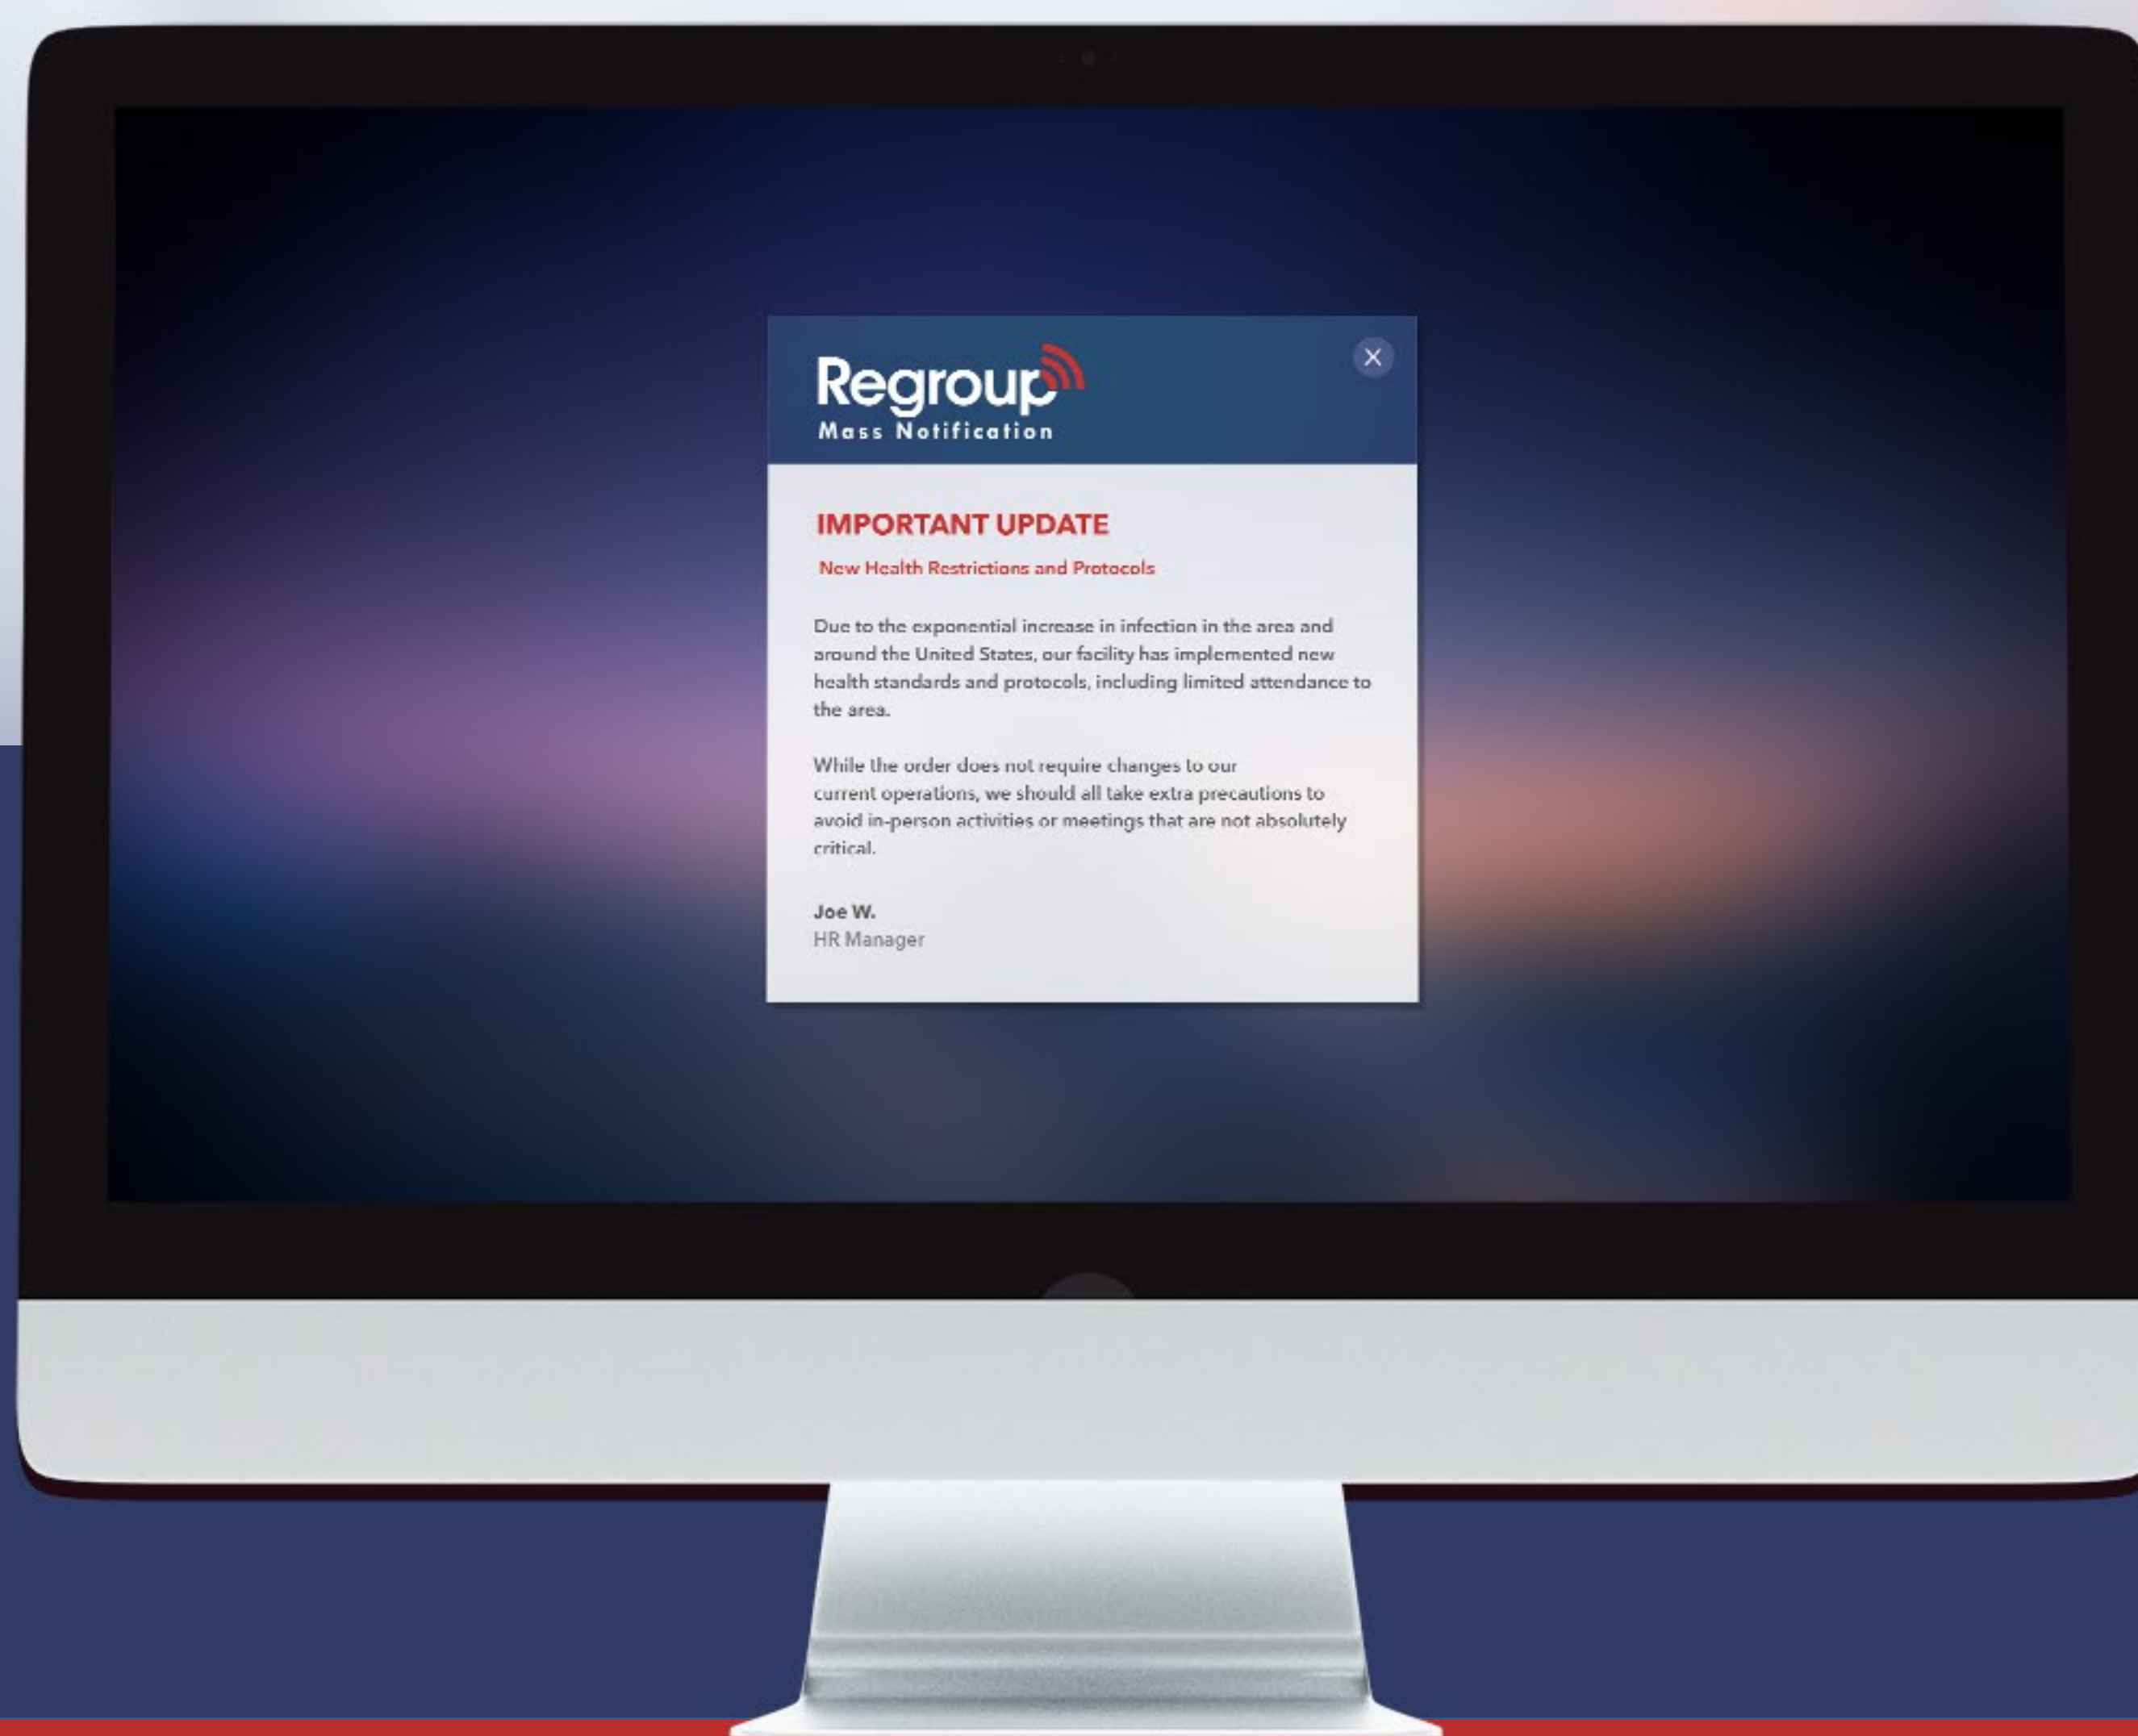 Regroup
Mass Notification
IMPORTANT UPDATE
New Health Restrictions and Protocols
Due to the exponential increase in infection in the area and
around the United States, our facility has implemented new
health standards and protocols, including limited attendance to
the area.
While the order does not require changes to our
current operations, we should all take extra precautions to
avoid in-person activities or meetings that are not absolutely
critical.
Joe W.
HR Manager